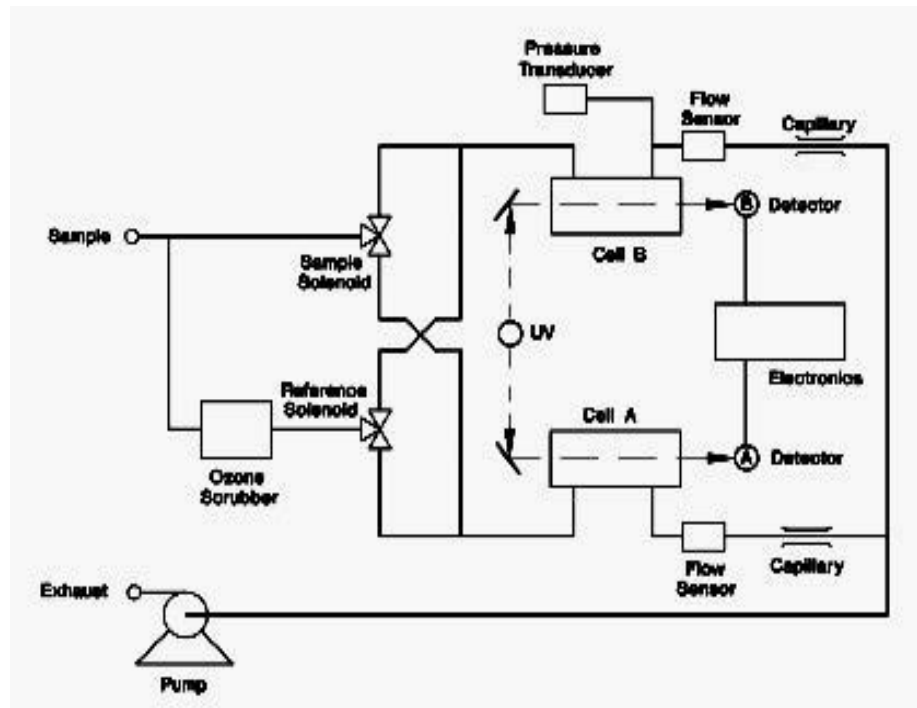 Pressure
Transducer
Flow
Sensor
Capillary
Sample
Sample
Solenoid
B
Detector
Cell B
UV
Electronics
Reference
Solenoid
Cell A
A
Detector
Ozone
Scrubber
Flow
Sensor
Capillary
Exhaust
Pump